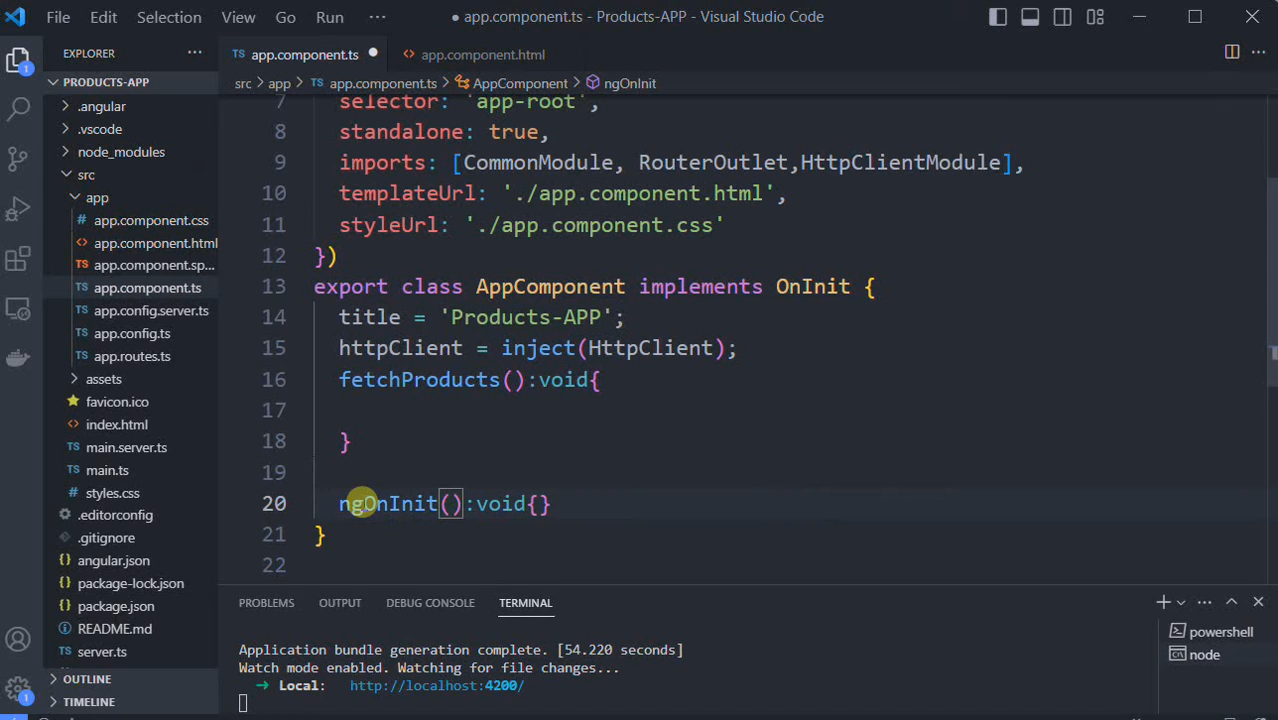 File Edit Selection View Go Run ··· ● app.component.ts - Products-APP - Visual Studio Code
EXPLORER ···
PRODUCTS-APP
.angular
.vscode
node_modules
src
app
# app.component.css
<> app.component.html
app.component.sp...
TS app.component.ts
TS app.config.server.ts
TS app.config.ts
TS app.routes.ts
assets
favicon.ico
<> index.html
TS main.server.ts
TS main.ts
# styles.css
.editorconfig
.gitignore
{} angular.json
{} package-lock.json
{} package.json
README.md
TS server.ts
OUTLINE
TIMELINE
1
1
TS app.component.ts ● <> app.component.html
src > app > TS app.component.ts > AppComponent > ngOnInit
7 selector: 'app-root',
8 standalone: true,
9 imports: [CommonModule, RouterOutlet,HttpClientModule],
10 templateUrl: './app.component.html',
11 styleUrl: './app.component.css'
12 })
13 export class AppComponent implements OnInit {
14 title = 'Products-APP';
15 httpClient = inject(HttpClient);
16 fetchProducts():void{
17
18 }
19
20 ngOnInit():void{}
21 }
22
PROBLEMS OUTPUT DEBUG CONSOLE TERMINAL
Application bundle generation complete. [54.220 seconds]
Watch mode enabled. Watching for file changes...
➜ Local: http://localhost:4200/
powershell
node